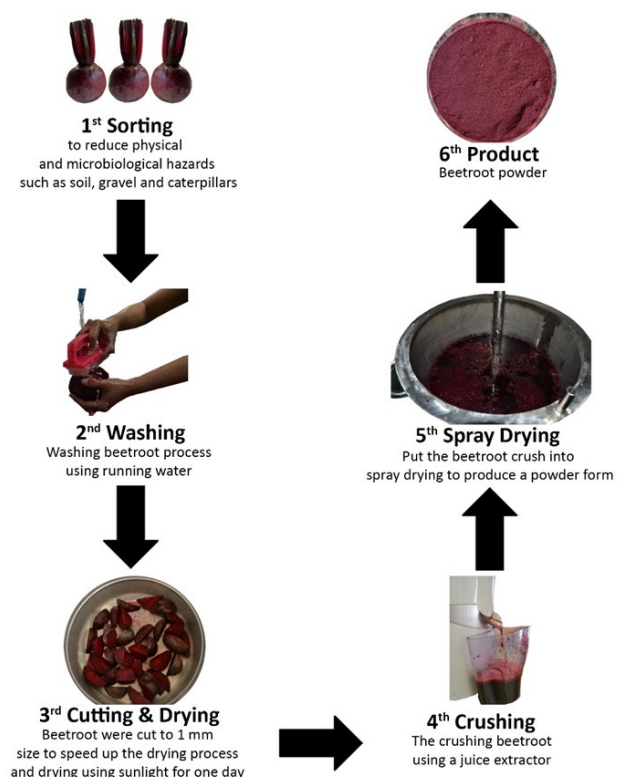 1st Sorting
to reduce physical
and microbiological hazards
such as soil, gravel and caterpillars
2nd Washing
Washing beetroot process
using running water
3rd Cutting & Drying
Beetroot were cut to 1 mm
size to speed up the drying process
and drying using sunlight for one day
4th Crushing
The crushing beetroot
using a juice extractor
5th Spray Drying
Put the beetroot crush into
spray drying to produce a powder form
6th Product
Beetroot powder